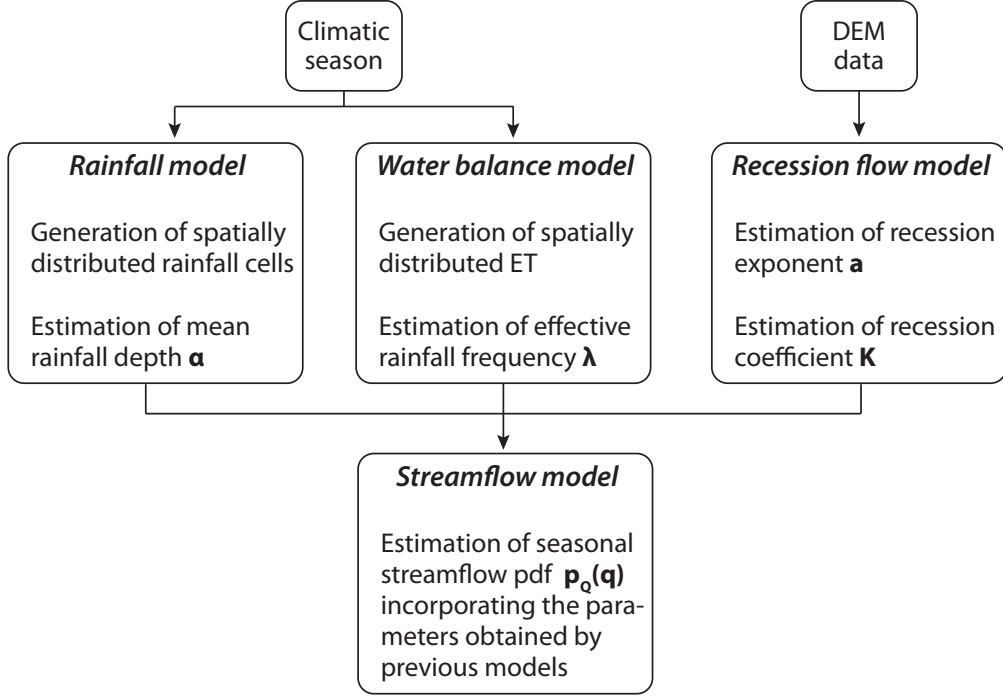 Climatic
season
DEM
data
Rainfall model
Generation of spatially
distributed rainfall cells
Estimation of mean
rainfall depth α
Water balance model
Generation of spatially
distributed ET
Estimation of effective
rainfall frequency λ
Recession flow model
Estimation of recession
exponent a
Estimation of recession
coefficient K
Streamflow model
Estimation of seasonal
streamflow pdf p_Q(q)
incorporating the para-
meters obtained by
previous models